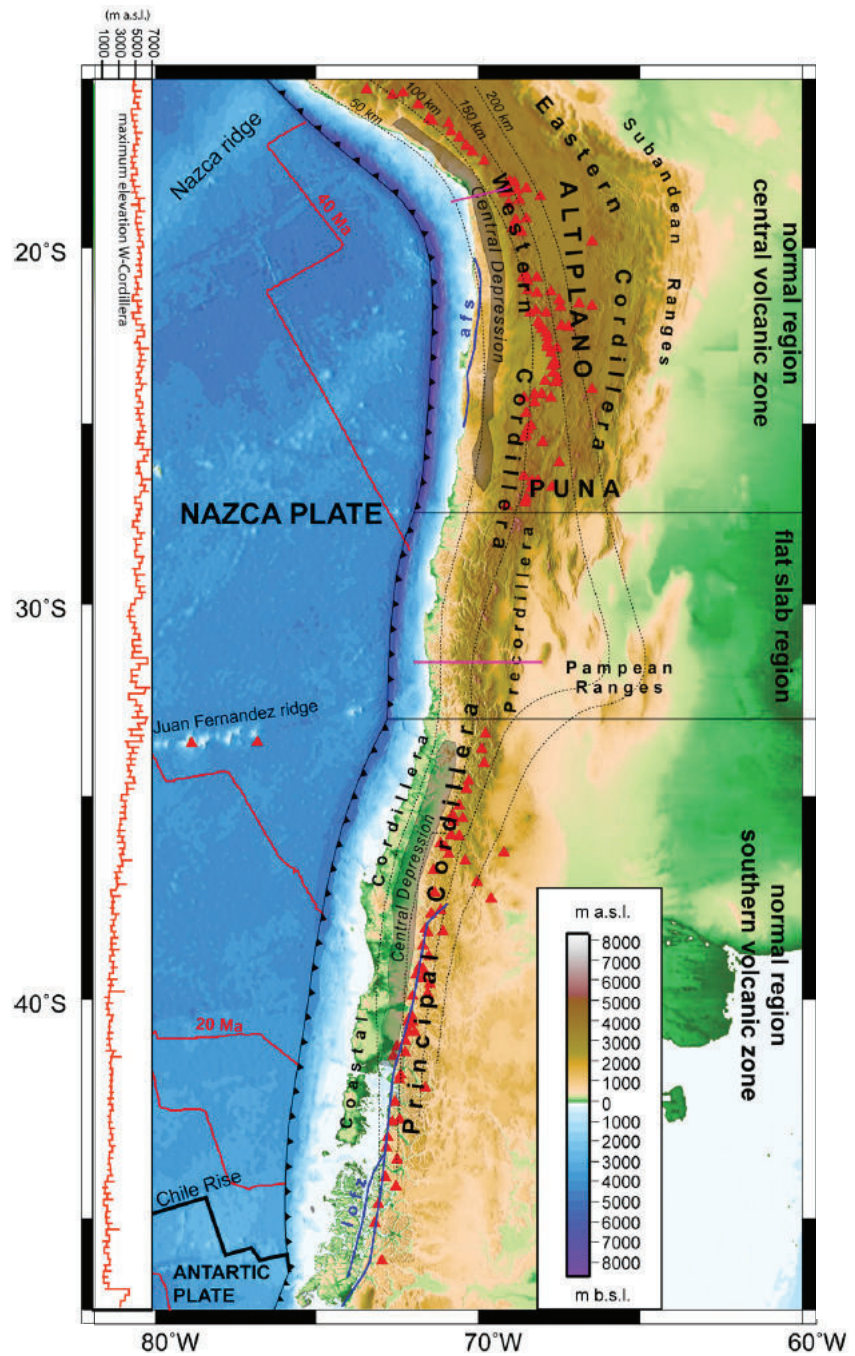 (m a.s.l.)
1000
3000
5000
7000
maximum elevation W-Cordillera
20°S
30°S
40°S
80°W
70°W
60°W
Nazca ridge
40 Ma
50 km
100 km
150 km
200 km
Eastern Cordillera
Subandean Ranges
ALTIPLANO
Western Cordillera
Central Depression
afs
normal region
central volcanic zone
PUNA
NAZCA PLATE
flat slab region
Precordillera
Pampean
Ranges
Juan Fernandez ridge
Coastal Cordillera
Central Depression
Principal Cordillera
normal region
southern volcanic zone
20 Ma
lofz
Chile Rise
ANTARTIC
PLATE
m a.s.l.
8000
7000
6000
5000
4000
3000
2000
1000
0
1000
2000
3000
4000
5000
6000
7000
8000
m b.s.l.